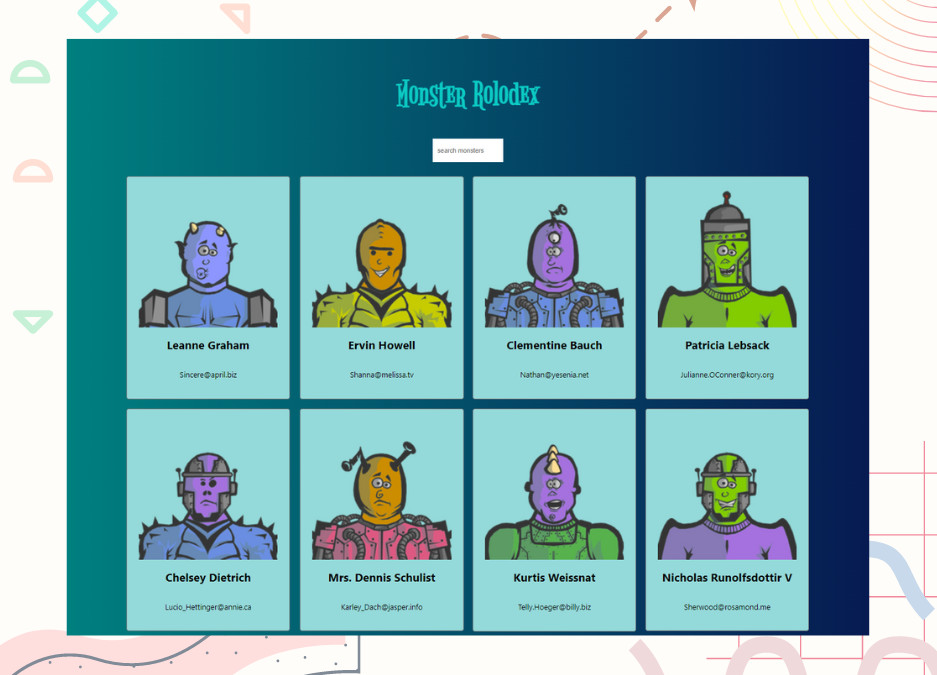 Monster Rolodex
search monsters
Leanne Graham
Ervin Howell
Clementine Bauch
Patricia Lebsack
Sincere@april.biz
Shanna@melissa.tv
Nathan@yesenia.net
Julianne.OConner@kory.org
Chelsey Dietrich
Mrs. Dennis Schulist
Kurtis Weissnat
Nicholas Runolfsdottir V
Lucio_Hettinger@annie.ca
Karley_Dach@jasper.info
Telly.Hoeger@billy.biz
Sherwood@rosamond.me